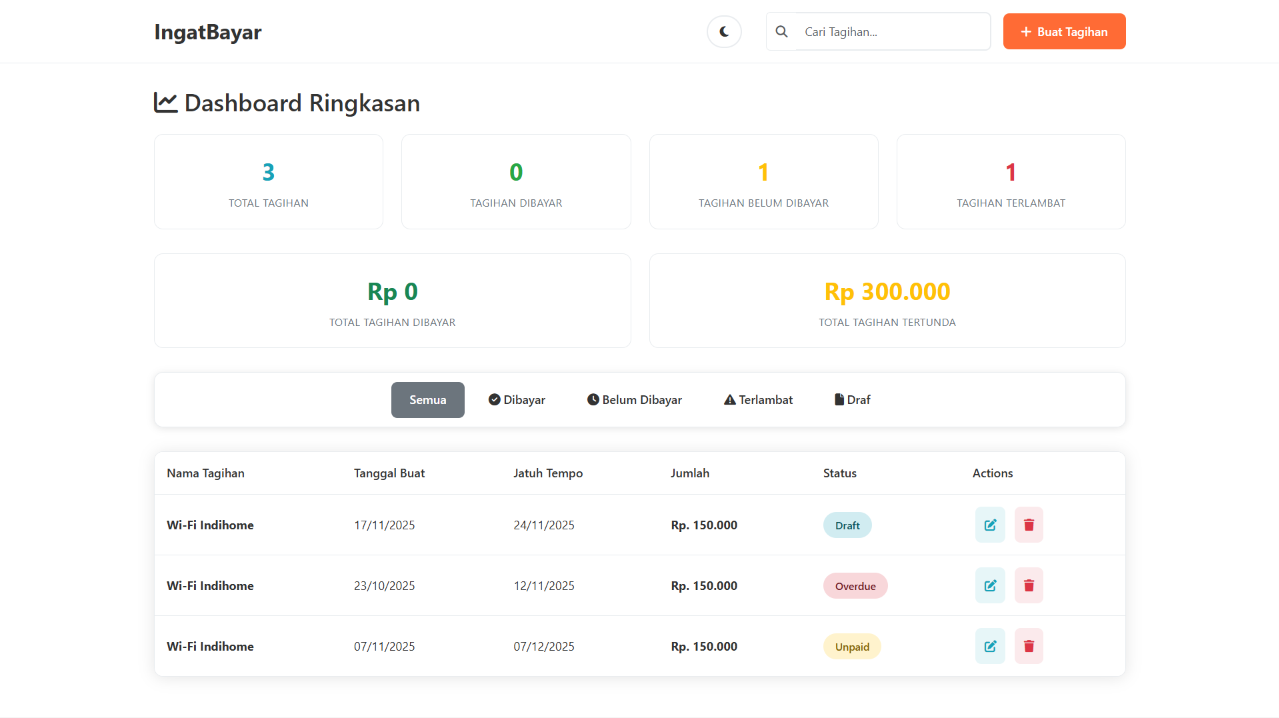 IngatBayar
Cari Tagihan...
Buat Tagihan
Dashboard Ringkasan
3
TOTAL TAGIHAN
0
TAGIHAN DIBAYAR
1
TAGIHAN BELUM DIBAYAR
1
TAGIHAN TERLAMBAT
Rp 0
TOTAL TAGIHAN DIBAYAR
Rp 300.000
TOTAL TAGIHAN TERTUNDA
Semua Dibayar Belum Dibayar Terlambat Draf
Nama Tagihan Tanggal Buat Jatuh Tempo Jumlah Status Actions
Wi-Fi Indihome 17/11/2025 24/11/2025 Rp. 150.000 Draft
Wi-Fi Indihome 23/10/2025 12/11/2025 Rp. 150.000 Overdue
Wi-Fi Indihome 07/11/2025 07/12/2025 Rp. 150.000 Unpaid